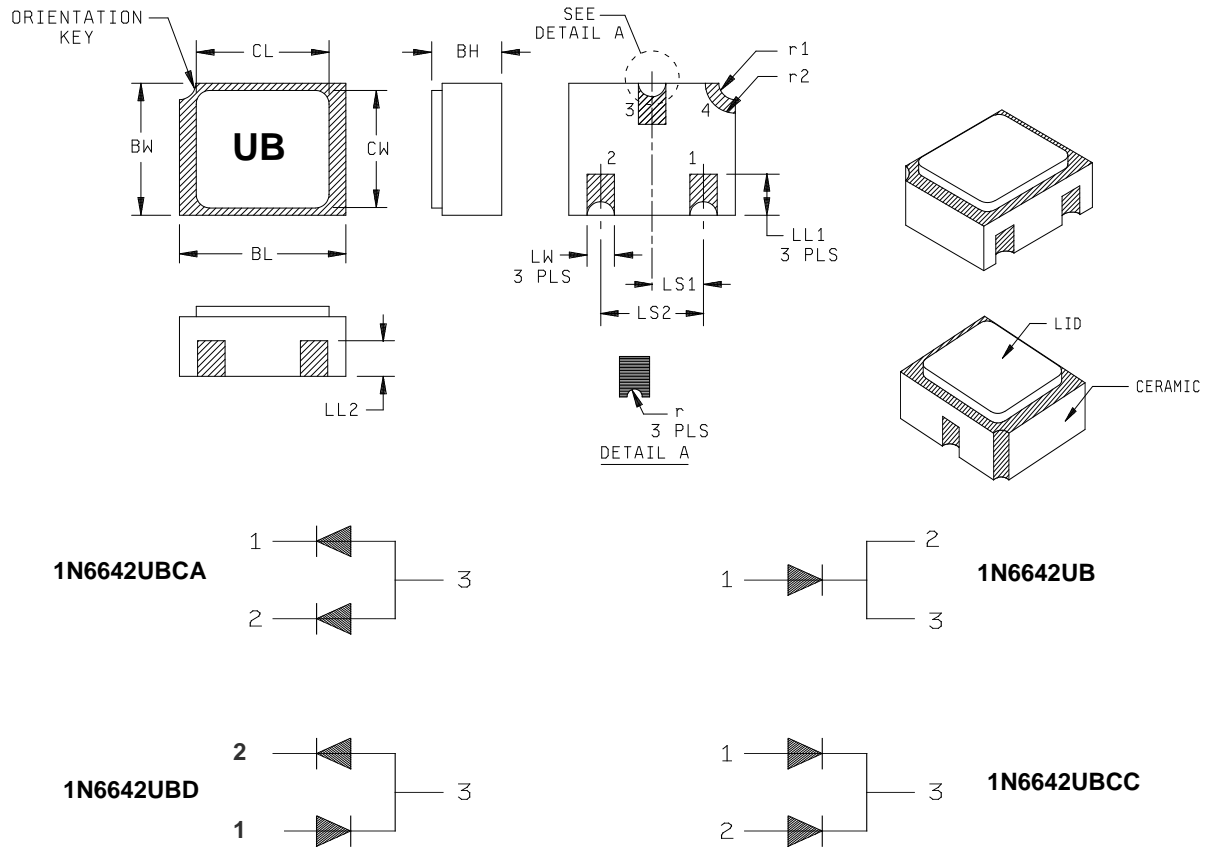 ORIENTATION
KEY
CL
BH
SEE
DETAIL A
r1
r2
BW
UB
CW
3
4
2
1
BL
LW
3 PLS
LL1
3 PLS
LS1
LS2
LL2
r
3 PLS
DETAIL A
LID
CERAMIC
1N6642UBCA
1
2
3
1
2
3
1N6642UB
1N6642UBD
2
1
3
1
2
3
1N6642UBCC